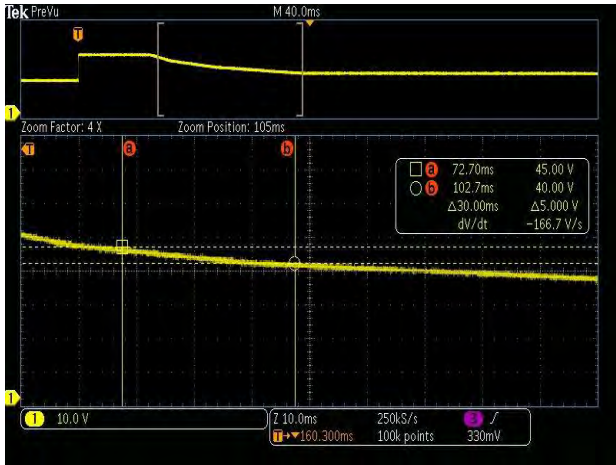 Tek PreVu M 40.0ms
T
1
Zoom Factor: 4 X Zoom Position: 105ms
T a b
a 72.70ms 45.00 V
b 102.7ms 40.00 V
Δ30.00ms Δ5.000 V
dV/dt -166.7 V/s
1
1 10.0 V Z 10.0ms 250kS/s 3
T→▼160.300ms 100k points 330mV